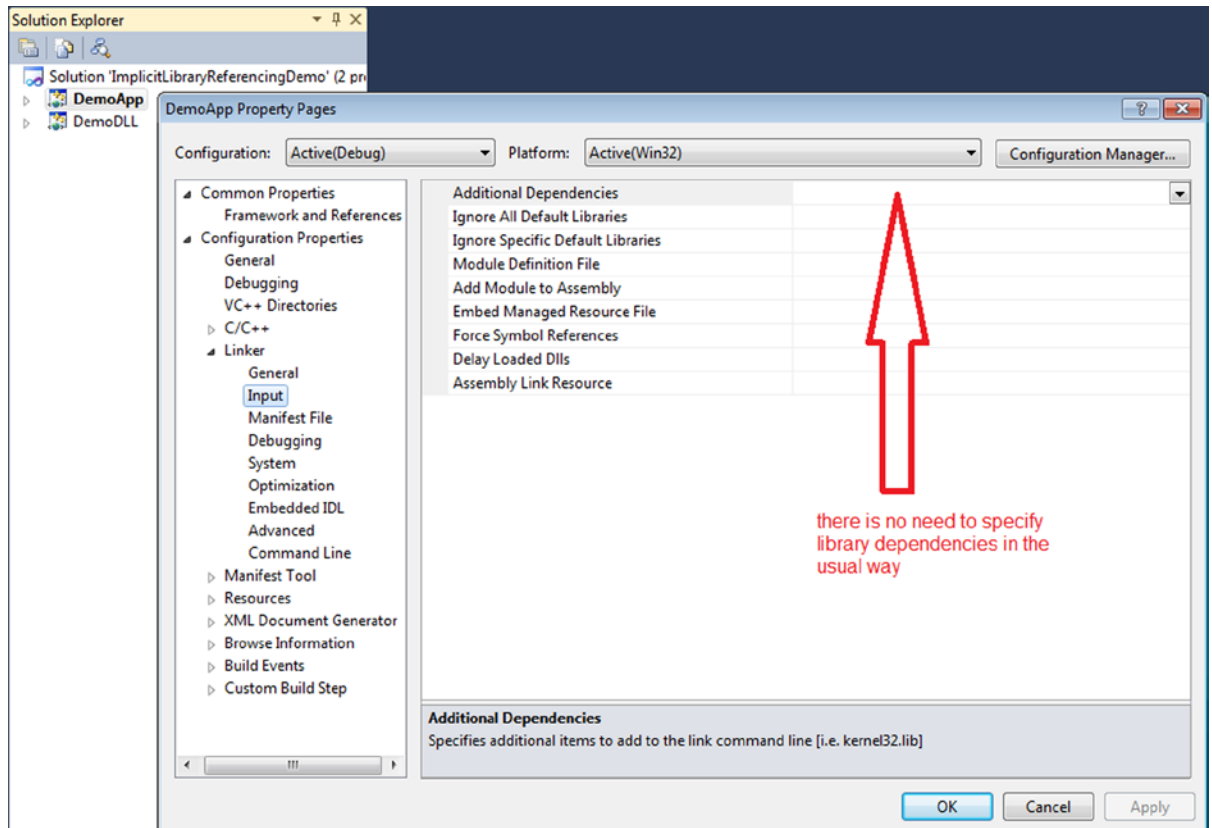 Solution Explorer
Solution 'ImplicitLibraryReferencingDemo' (2 pr
DemoApp
DemoDLL
DemoApp Property Pages
Configuration: Active(Debug) Platform: Active(Win32) Configuration Manager...
Common Properties
Framework and References
Configuration Properties
General
Debugging
VC++ Directories
C/C++
Linker
General
Input
Manifest File
Debugging
System
Optimization
Embedded IDL
Advanced
Command Line
Manifest Tool
Resources
XML Document Generator
Browse Information
Build Events
Custom Build Step
Additional Dependencies
Ignore All Default Libraries
Ignore Specific Default Libraries
Module Definition File
Add Module to Assembly
Embed Managed Resource File
Force Symbol References
Delay Loaded Dlls
Assembly Link Resource
there is no need to specify
library dependencies in the
usual way
Additional Dependencies
Specifies additional items to add to the link command line [i.e. kernel32.lib]
OK Cancel Apply